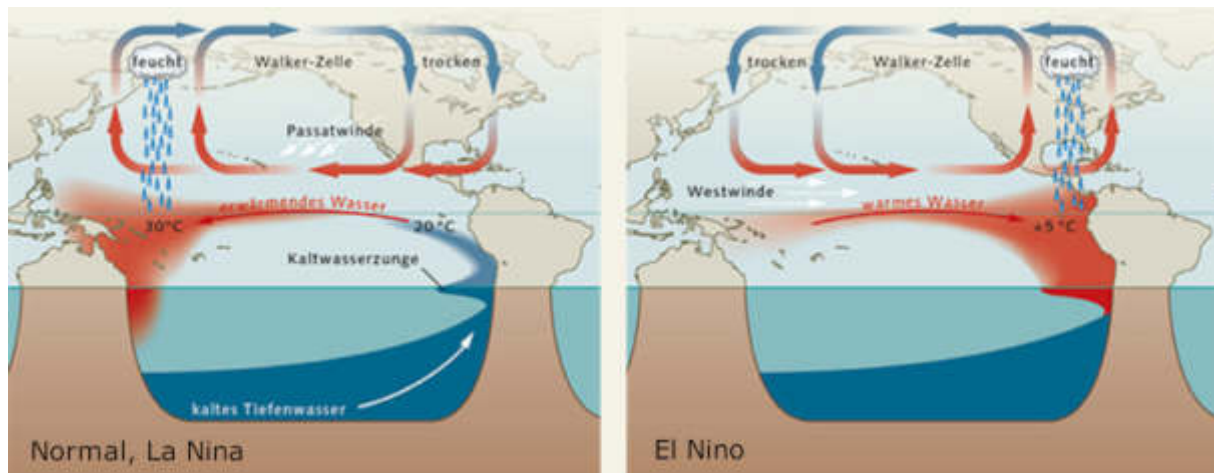 feucht
Walker-Zelle
trocken
Passatwinde
erwärmendes Wasser
30°C
20°C
Kaltwasserzunge
kaltes Tiefenwasser
Normal, La Nina
trocken
Walker-Zelle
feucht
Westwinde
warmes Wasser
+5°C
El Nino